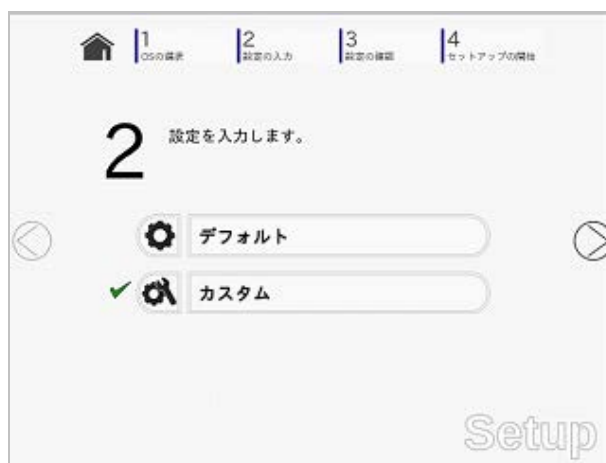 1
OSの選択
2
設定の入力
3
設定の確認
4
セットアップの開始
2
設定を入力します。
デフォルト
カスタム
Setup